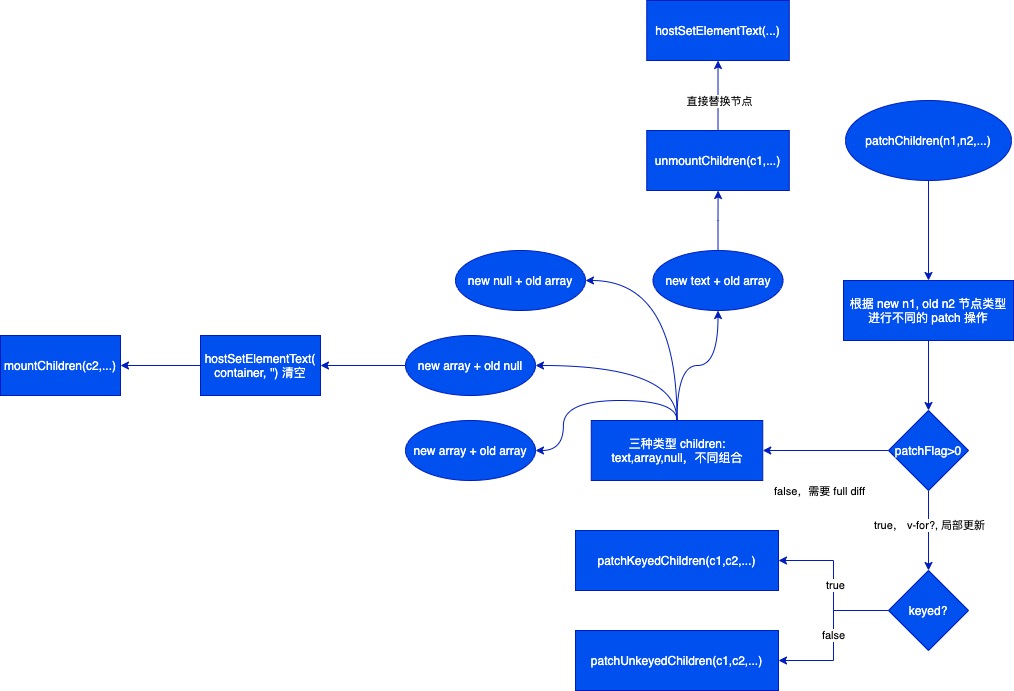 hostSetElementText(...)
直接替换节点
unmountChildren(c1,...)
patchChildren(n1,n2,...)
new null + old array
new text + old array
根据 new n1, old n2 节点类型
进行不同的 patch 操作
mountChildren(c2,...)
hostSetElementText(
container, '') 清空
new array + old null
new array + old array
三种类型 children:
text,array,null，不同组合
patchFlag>0
false，需要 full diff
true， v-for?, 局部更新
patchKeyedChildren(c1,c2,...)
true
keyed?
false
patchUnkeyedChildren(c1,c2,...)